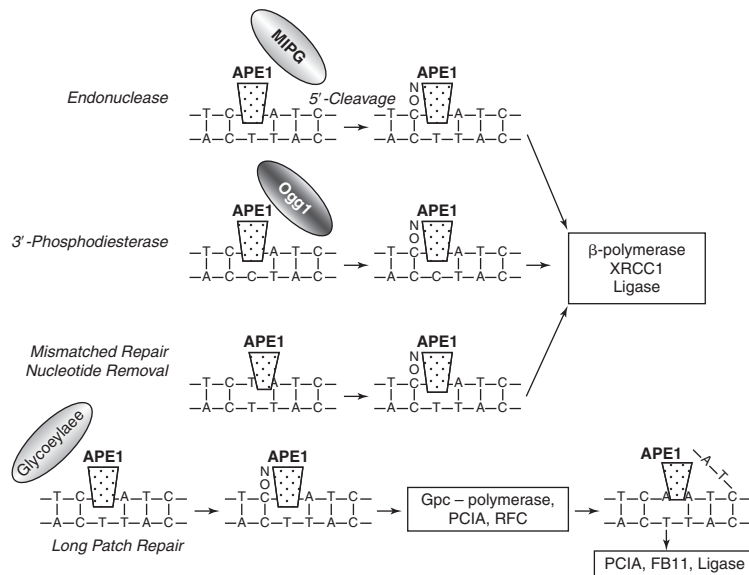 MIPG
APE1
Endonuclease
5′-Cleavage
–T–C A–T–C–
–A–C–T–T–A–C–
APE1
N
O
–T–C A–T–C–
–A–C–T–T–A–C–
Ogg1
APE1
3′-Phosphodiesterase
–T–C A–T–C–
–A–C–C–T–A–C–
APE1
N
O
–T–C A–T–C–
–A–C–C–T–A–C–
β-polymerase
XRCC1
Ligase
Mismatched Repair
Nucleotide Removal
APE1
–T–C–T–A–T–C–
–A–C–T–T–A–C–
APE1
N
O
–T–C A–T–C–
–A–C–T–T–A–C–
Glycoeylaee
APE1
–T–C A–T–C–
–A–C–T–T–A–C–
Long Patch Repair
APE1
N
O
–T–C A–T–C–
–A–C–T–T–A–C–
Gpc – polymerase,
PCIA, RFC
APE1
–A–T–
–T–C–A–A–T–C–
–A–C–T–T–A–C–
PCIA, FB11, Ligase